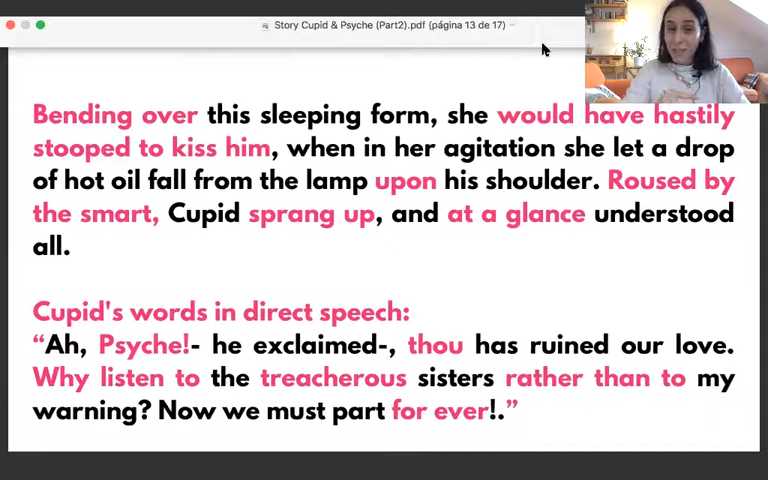 Story Cupid & Psyche (Part2).pdf (página 13 de 17)
Bending over this sleeping form, she would have hastily
stooped to kiss him, when in her agitation she let a drop
of hot oil fall from the lamp upon his shoulder. Roused by
the smart, Cupid sprang up, and at a glance understood
all.
Cupid's words in direct speech:
“Ah, Psyche!- he exclaimed-, thou has ruined our love.
Why listen to the treacherous sisters rather than to my
warning? Now we must part for ever!.”